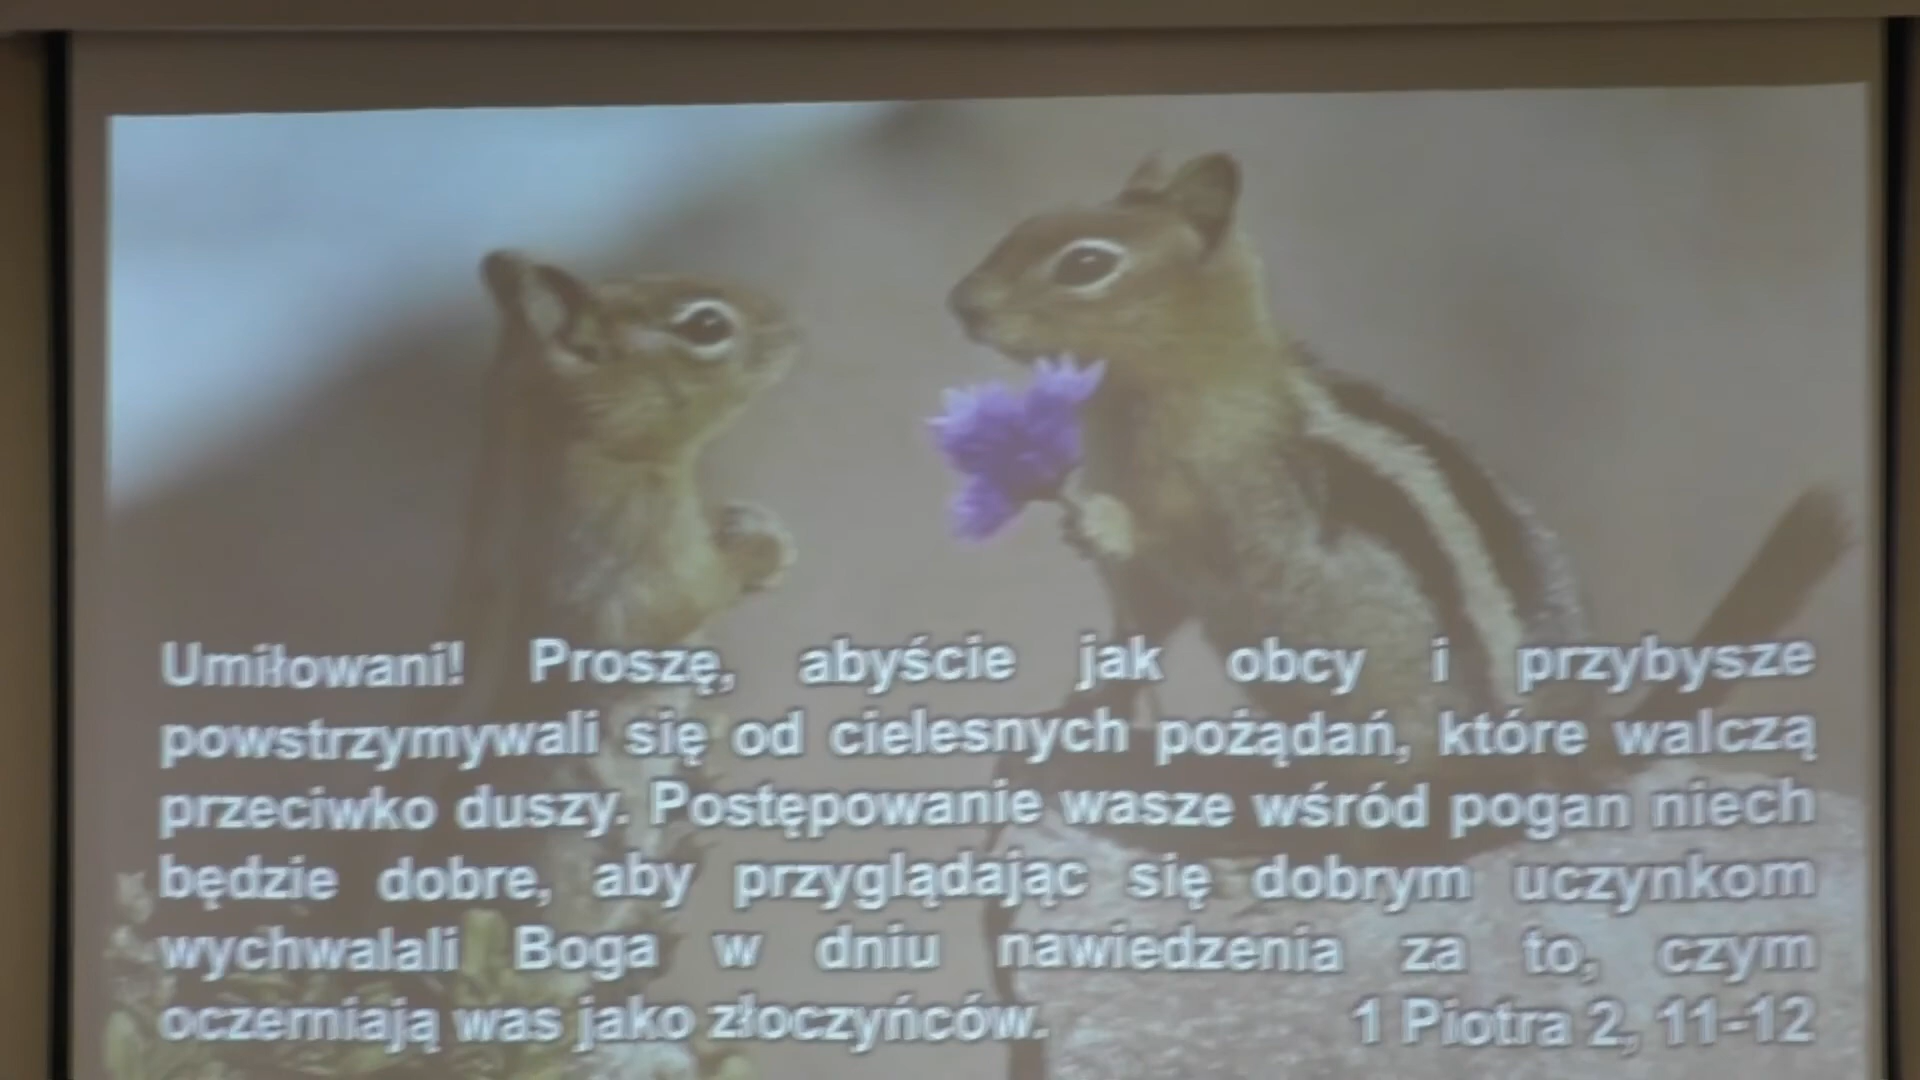 Umiłowani! Proszę, abyście jak obcy i przybysze
powstrzymywali się od cielesnych pożądań, które walczą
przeciwko duszy. Postępowanie wasze wśród pogan niech
będzie dobre, aby przyglądając się dobrym uczynkom
wychwalali Boga w dniu nawiedzenia za to, czym
oczerniają was jako złoczyńców. 1 Piotra 2, 11-12